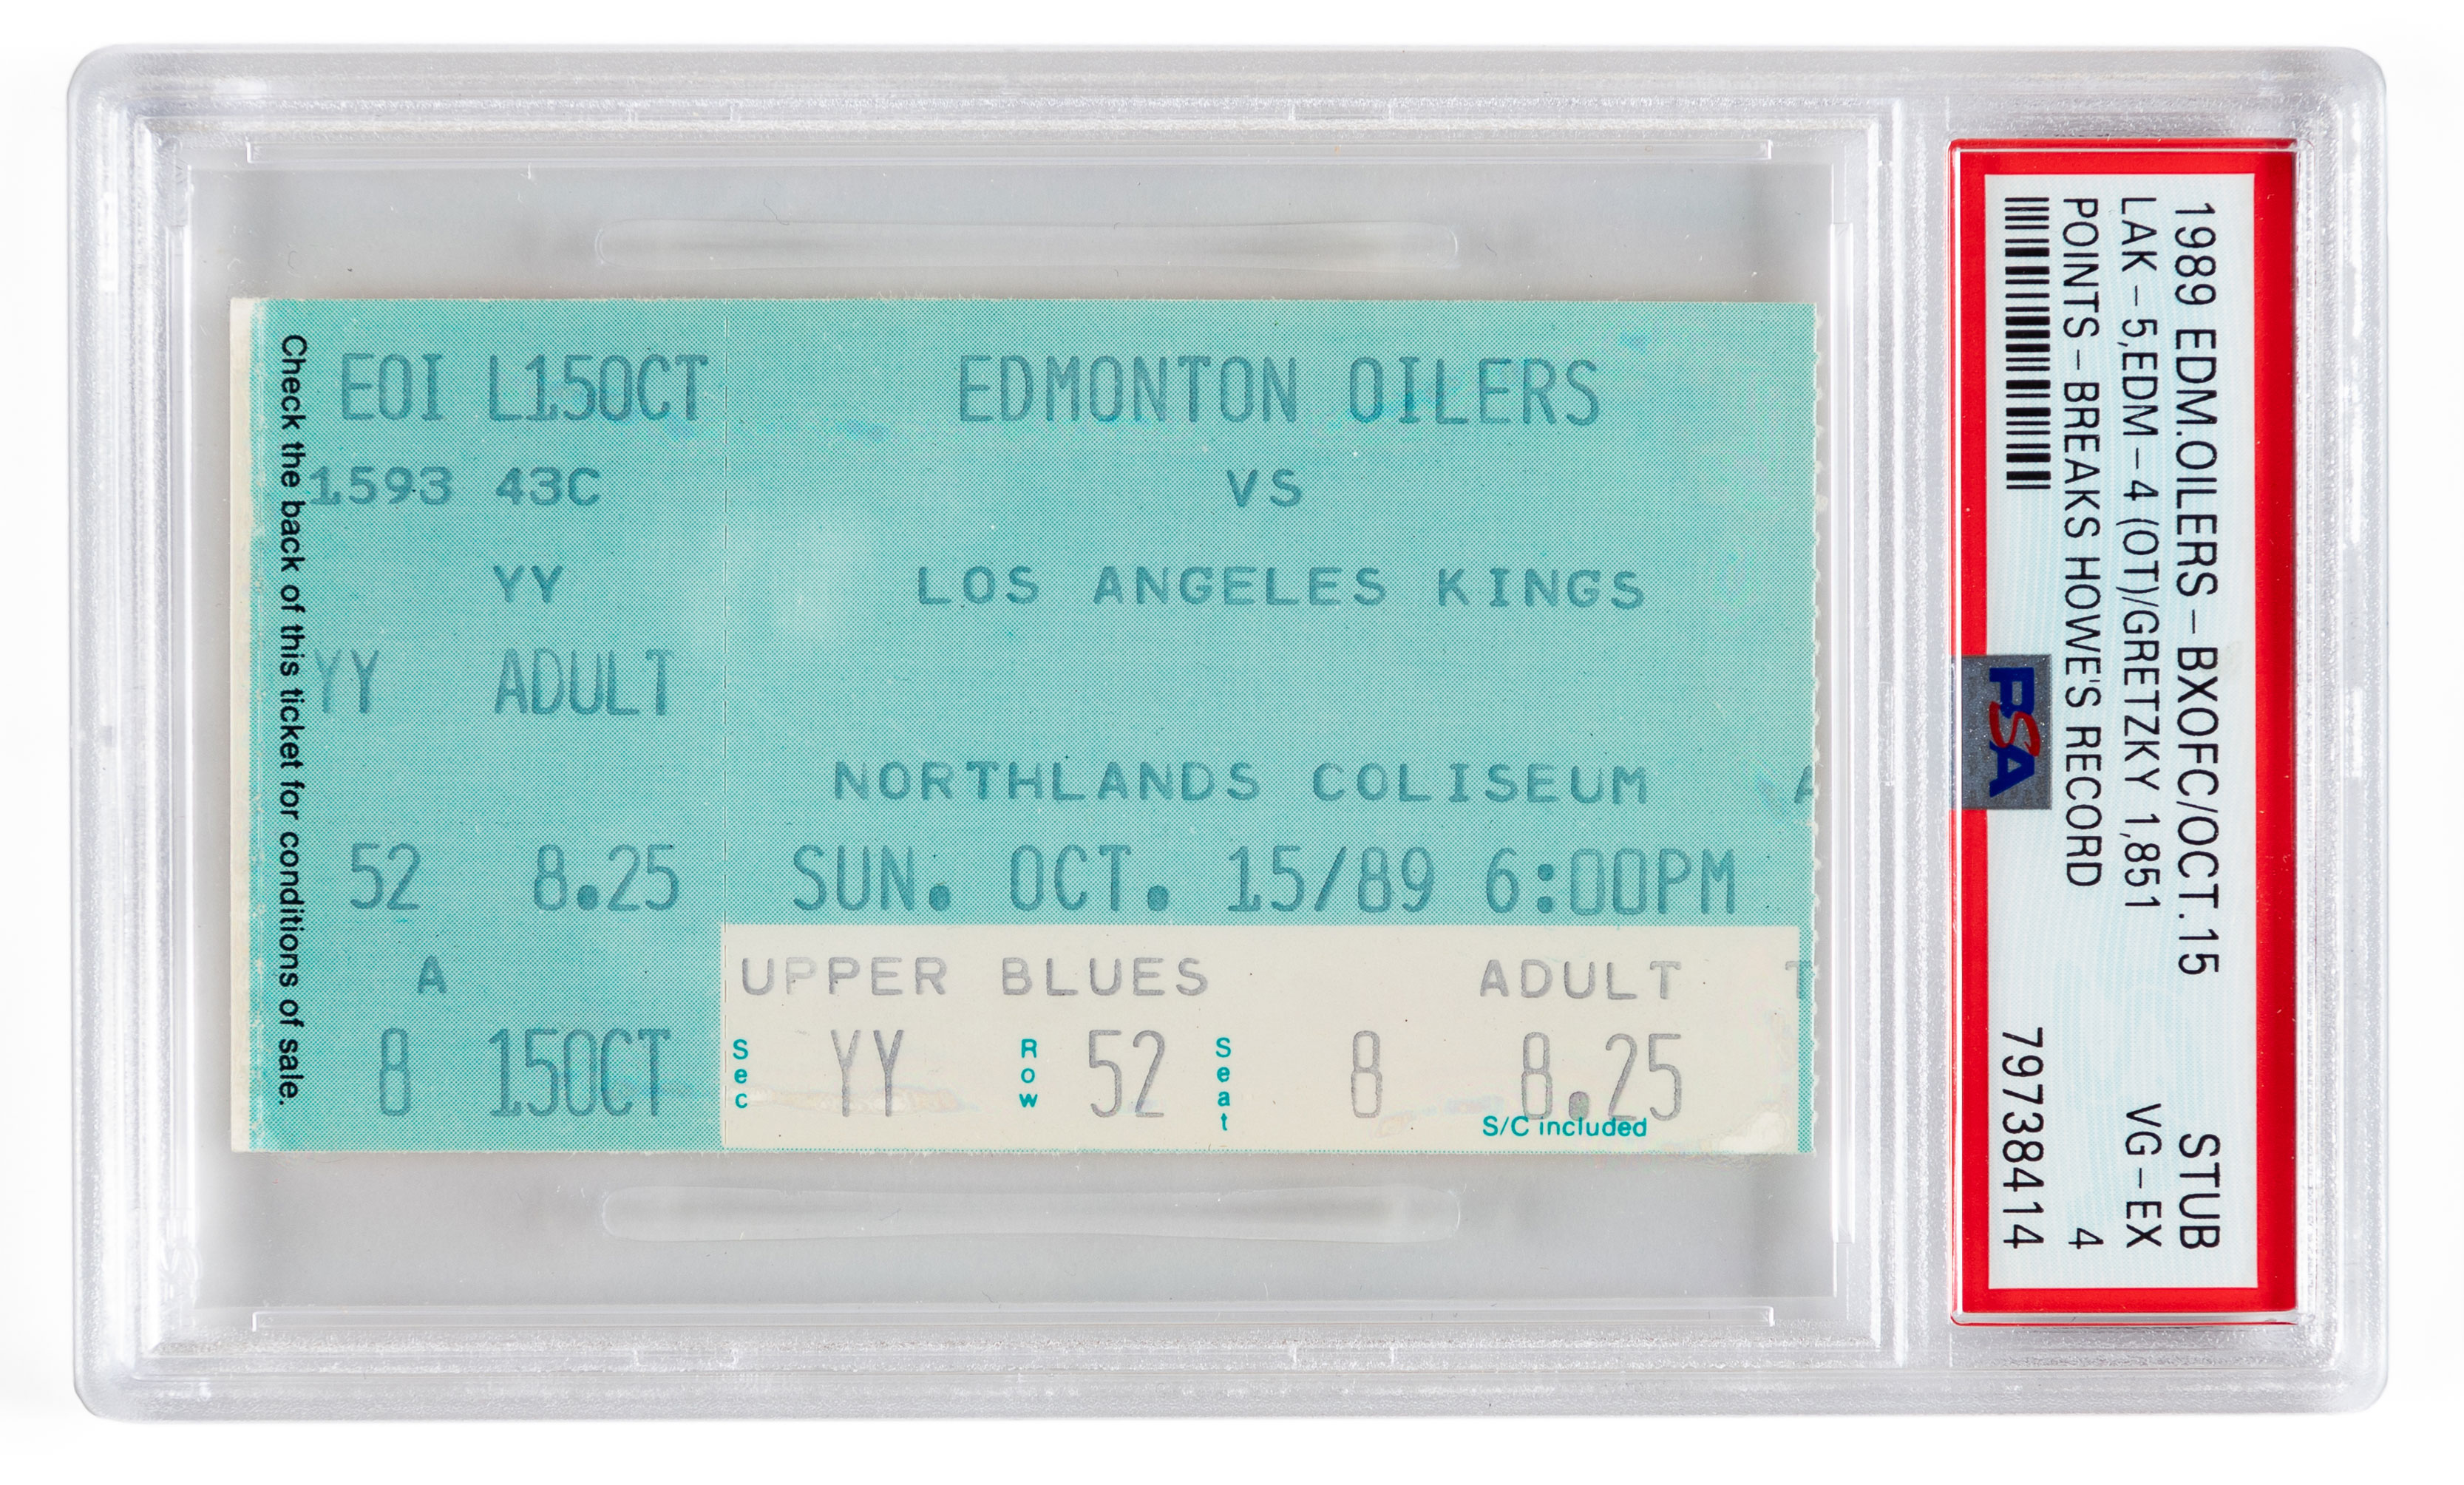 Check the back of this ticket for conditions of sale.
EOI L15OCT
1593 43C
YY
YY ADULT
52 8.25
A
8 15OCT
EDMONTON OILERS
VS
LOS ANGELES KINGS
NORTHLANDS COLISEUM A
SUN. OCT. 15/89 6:00PM
UPPER BLUES ADULT T
Sec YY Row 52 Seat 8 8.25
S/C included
1989 EDM.OILERS-BXOFC/OCT.15 STUB
LAK-5,EDM-4 (OT)/GRETZKY 1,851 VG-EX
POINTS-BREAKS HOWE'S RECORD 4
79738414
PSA